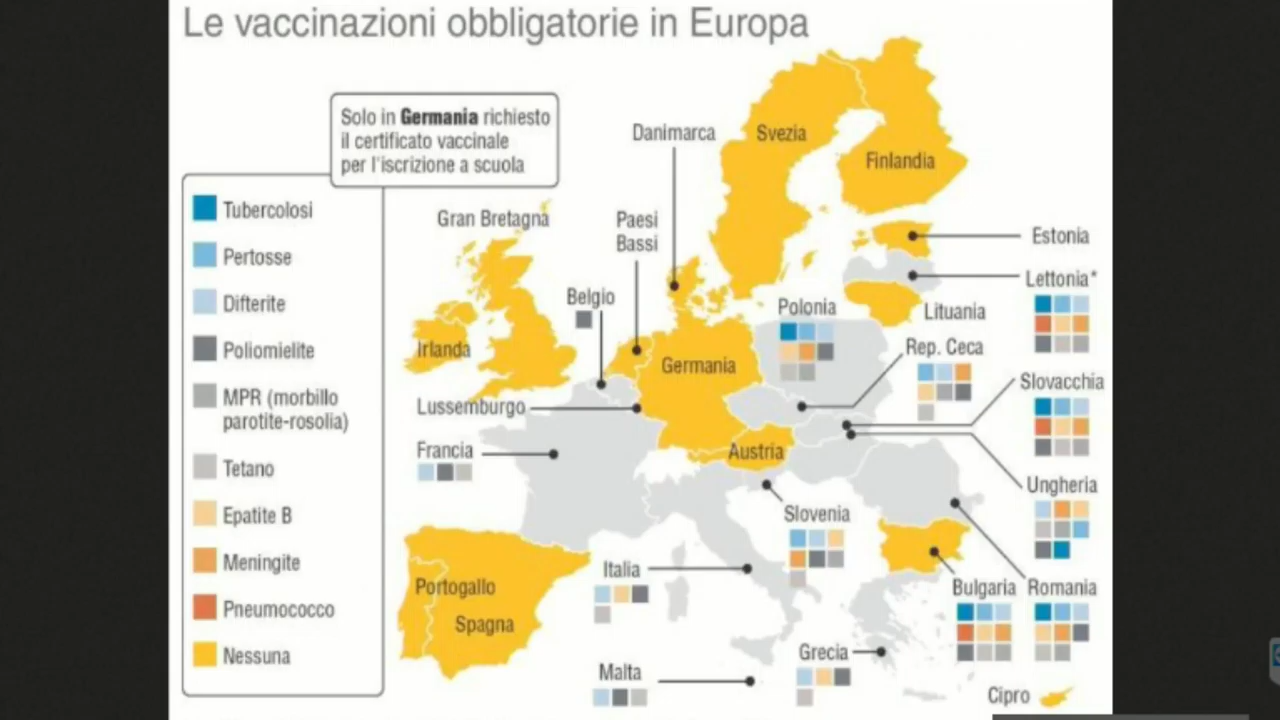 Le vaccinazioni obbligatorie in Europa
Solo in Germania richiesto
il certificato vaccinale
per l'iscrizione a scuola
Tubercolosi
Pertosse
Difterite
Poliomielite
MPR (morbillo
parotite-rosolia)
Tetano
Epatite B
Meningite
Pneumococco
Nessuna
Danimarca
Svezia
Finlandia
Gran Bretagna
Paesi
Bassi
Estonia
Lettonia*
Belgio
Polonia
Lituania
Irlanda
Germania
Rep. Ceca
Slovacchia
Lussemburgo
Francia
Austria
Ungheria
Slovenia
Italia
Portogallo
Spagna
Bulgaria
Romania
Grecia
Malta
Cipro